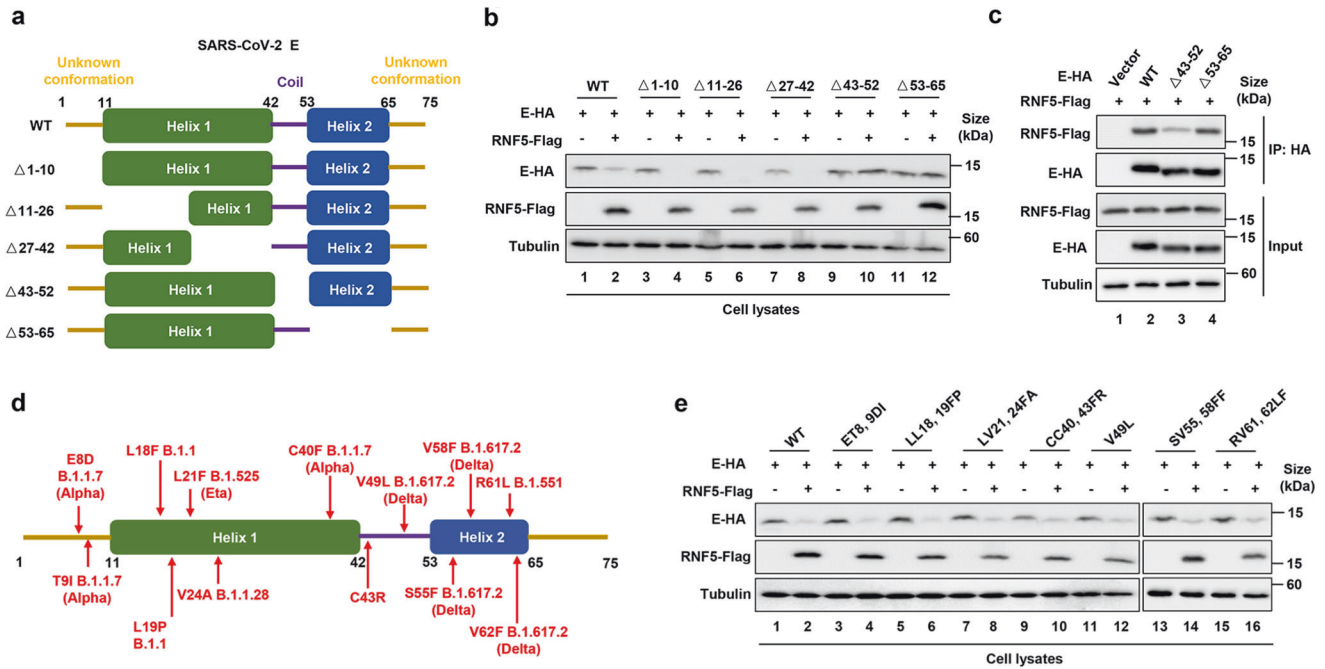 a
SARS-CoV-2 E
Unknown conformation
Coil
Unknown conformation
1 11 42 53 65 75
WT Helix 1 Helix 2
△1-10 Helix 1 Helix 2
△11-26 Helix 1 Helix 2
△27-42 Helix 1 Helix 2
△43-52 Helix 1 Helix 2
△53-65 Helix 1
b
WT △1-10 △11-26 △27-42 △43-52 △53-65
E-HA + + + + + + + + + + + +
RNF5-Flag - + - + - + - + - + - +
Size (kDa)
E-HA 15
RNF5-Flag 15
Tubulin 60
1 2 3 4 5 6 7 8 9 10 11 12
Cell lysates
c
E-HA Vector WT △43-52 △53-65
RNF5-Flag + + + +
Size (kDa)
RNF5-Flag 15
E-HA 15
IP: HA
RNF5-Flag 15
E-HA 15
Tubulin 60
Input
1 2 3 4
d
E8D B.1.1.7 (Alpha)
L18F B.1.1
L21F B.1.525 (Eta)
C40F B.1.1.7 (Alpha)
V49L B.1.617.2 (Delta)
V58F B.1.617.2 (Delta)
R61L B.1.551
Helix 1 Helix 2
1 11 42 53 65 75
T9I B.1.1.7 (Alpha)
L19P B.1.1
V24A B.1.1.28
C43R
S55F B.1.617.2 (Delta)
V62F B.1.617.2 (Delta)
e
WT ET8, 9DI LL18, 19FP LV21, 24FA CC40, 43FR V49L SV55, 58FF RV61, 62LF
E-HA + + + + + + + + + + + + + + + +
RNF5-Flag - + - + - + - + - + - + - + - +
Size (kDa)
E-HA 15
RNF5-Flag 15
Tubulin 60
1 2 3 4 5 6 7 8 9 10 11 12 13 14 15 16
Cell lysates